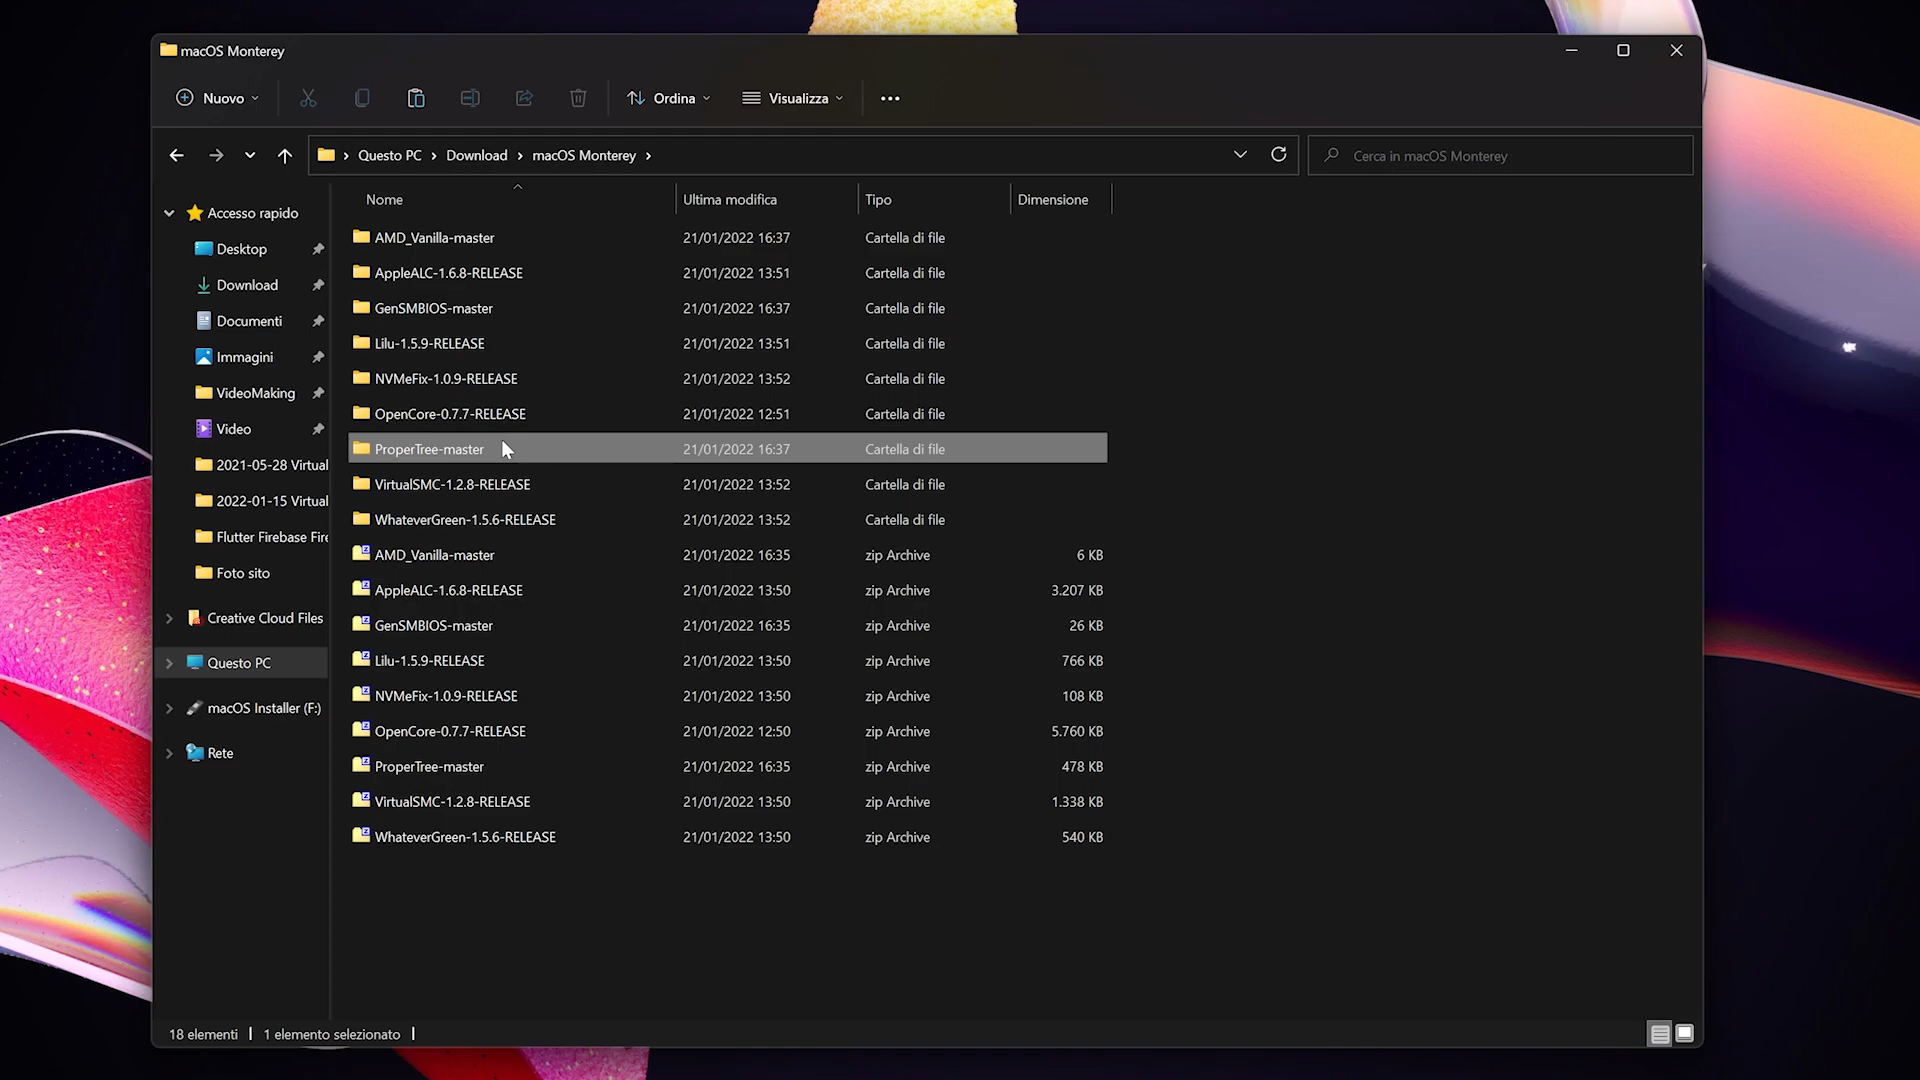 macOS Monterey
Nuovo
Ordina
Visualizza
Questo PC
Download
macOS Monterey
Cerca in macOS Monterey
Nome
Ultima modifica
Tipo
Dimensione
Accesso rapido
Desktop
Download
Documenti
Immagini
VideoMaking
Video
2021-05-28 Virtual
2022-01-15 Virtual
Flutter Firebase Fire
Foto sito
Creative Cloud Files
Questo PC
macOS Installer (F:)
Rete
AMD_Vanilla-master 21/01/2022 16:37 Cartella di file
AppleALC-1.6.8-RELEASE 21/01/2022 13:51 Cartella di file
GenSMBIOS-master 21/01/2022 16:37 Cartella di file
Lilu-1.5.9-RELEASE 21/01/2022 13:51 Cartella di file
NVMeFix-1.0.9-RELEASE 21/01/2022 13:52 Cartella di file
OpenCore-0.7.7-RELEASE 21/01/2022 12:51 Cartella di file
ProperTree-master 21/01/2022 16:37 Cartella di file
VirtualSMC-1.2.8-RELEASE 21/01/2022 13:52 Cartella di file
WhateverGreen-1.5.6-RELEASE 21/01/2022 13:52 Cartella di file
AMD_Vanilla-master 21/01/2022 16:35 zip Archive 6 KB
AppleALC-1.6.8-RELEASE 21/01/2022 13:50 zip Archive 3.207 KB
GenSMBIOS-master 21/01/2022 16:35 zip Archive 26 KB
Lilu-1.5.9-RELEASE 21/01/2022 13:50 zip Archive 766 KB
NVMeFix-1.0.9-RELEASE 21/01/2022 13:50 zip Archive 108 KB
OpenCore-0.7.7-RELEASE 21/01/2022 12:50 zip Archive 5.760 KB
ProperTree-master 21/01/2022 16:35 zip Archive 478 KB
VirtualSMC-1.2.8-RELEASE 21/01/2022 13:50 zip Archive 1.338 KB
WhateverGreen-1.5.6-RELEASE 21/01/2022 13:50 zip Archive 540 KB
18 elementi
1 elemento selezionato